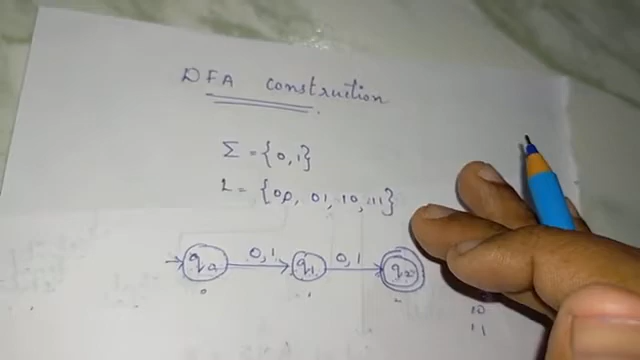 DFA construction
Σ = {0,1}
L = {00, 01, 10, 11}
q0 0,1 q1 0,1 q2
10
11